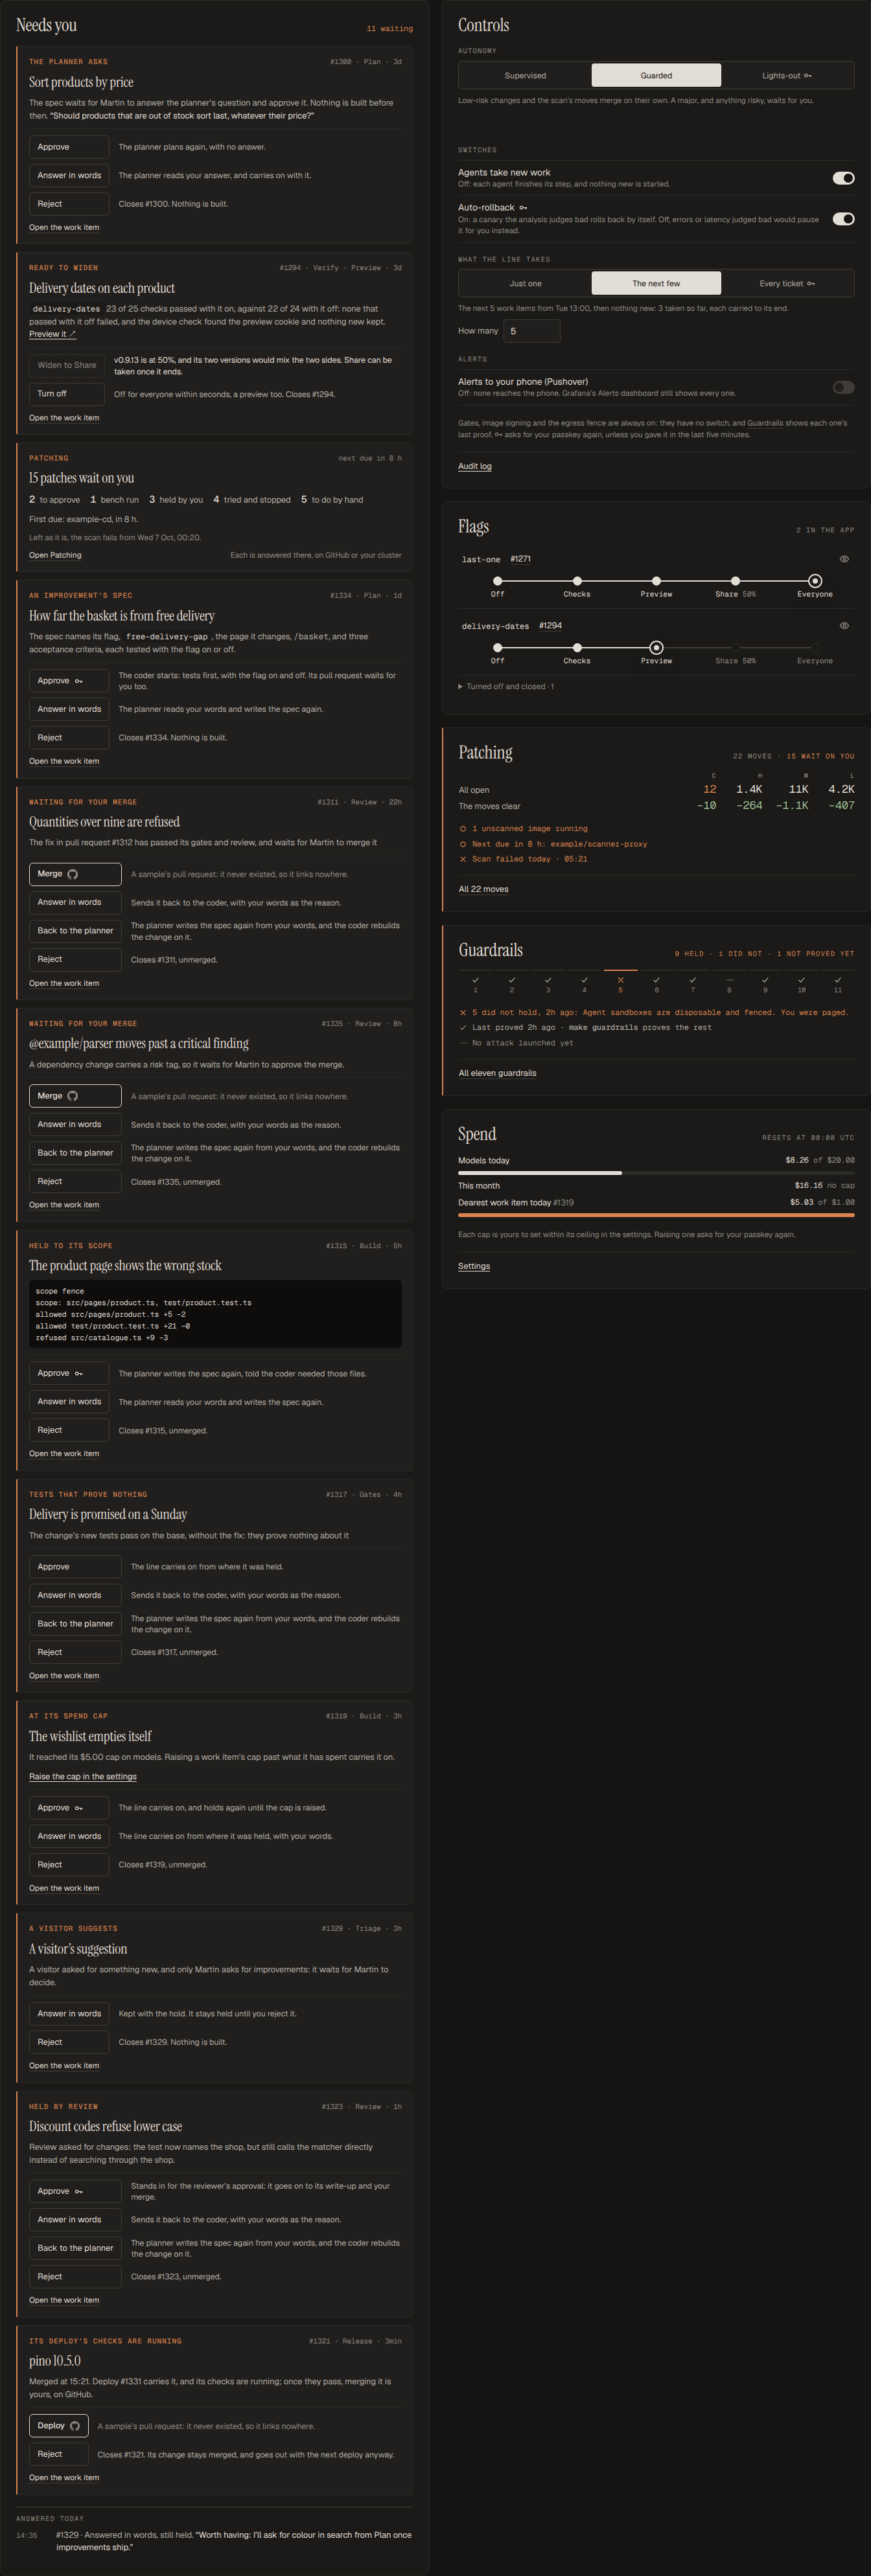 Needs you
11 waiting
THE PLANNER ASKS
#1300 · Plan · 3d
Sort products by price
The spec waits for Martin to answer the planner's question and approve it. Nothing is built before
then. “Should products that are out of stock sort last, whatever their price?”
Approve
The planner plans again, with no answer.
Answer in words
The planner reads your answer, and carries on with it.
Reject
Closes #1300. Nothing is built.
Open the work item
READY TO WIDEN
#1294 · Verify · Preview · 3d
Delivery dates on each product
delivery-dates 23 of 25 checks passed with it on, against 22 of 24 with it off: none that
passed with it off failed, and the device check found the preview cookie and nothing new kept.
Preview it ↗
Widen to Share
v0.9.13 is at 50%, and its two versions would mix the two sides. Share can be
taken once it ends.
Turn off
Off for everyone within seconds, a preview too. Closes #1294.
Open the work item
PATCHING
next due in 8 h
15 patches wait on you
2 to approve 1 bench run 3 held by you 4 tried and stopped 5 to do by hand
First due: example-cd, in 8 h.
Left as it is, the scan fails from Wed 7 Oct, 00:20.
Open Patching
Each is answered there, on GitHub or your cluster
AN IMPROVEMENT'S SPEC
#1334 · Plan · 1d
How far the basket is from free delivery
The spec names its flag, free-delivery-gap , the page it changes, /basket, and three
acceptance criteria, each tested with the flag on or off.
Approve
The coder starts: tests first, with the flag on and off. Its pull request waits for
you too.
Answer in words
The planner reads your words and writes the spec again.
Reject
Closes #1334. Nothing is built.
Open the work item
WAITING FOR YOUR MERGE
#1311 · Review · 22h
Quantities over nine are refused
The fix in pull request #1312 has passed its gates and review, and waits for Martin to merge it
Merge
A sample's pull request: it never existed, so it links nowhere.
Answer in words
Sends it back to the coder, with your words as the reason.
Back to the planner
The planner writes the spec again from your words, and the coder rebuilds
the change on it.
Reject
Closes #1311, unmerged.
Open the work item
WAITING FOR YOUR MERGE
#1335 · Review · 8h
@example/parser moves past a critical finding
A dependency change carries a risk tag, so it waits for Martin to approve the merge.
Merge
A sample's pull request: it never existed, so it links nowhere.
Answer in words
Sends it back to the coder, with your words as the reason.
Back to the planner
The planner writes the spec again from your words, and the coder rebuilds
the change on it.
Reject
Closes #1335, unmerged.
Open the work item
HELD TO ITS SCOPE
#1315 · Build · 5h
The product page shows the wrong stock
scope fence
scope: src/pages/product.ts, test/product.test.ts
allowed src/pages/product.ts +5 −2
allowed test/product.test.ts +21 −0
refused src/catalogue.ts +9 −3
Approve
The planner writes the spec again, told the coder needed those files.
Answer in words
The planner reads your words and writes the spec again.
Reject
Closes #1315, unmerged.
Open the work item
TESTS THAT PROVE NOTHING
#1317 · Gates · 4h
Delivery is promised on a Sunday
The change's new tests pass on the base, without the fix: they prove nothing about it
Approve
The line carries on from where it was held.
Answer in words
Sends it back to the coder, with your words as the reason.
Back to the planner
The planner writes the spec again from your words, and the coder rebuilds
the change on it.
Reject
Closes #1317, unmerged.
Open the work item
AT ITS SPEND CAP
#1319 · Build · 3h
The wishlist empties itself
It reached its $5.00 cap on models. Raising a work item's cap past what it has spent carries it on.
Raise the cap in the settings
Approve
The line carries on, and holds again until the cap is raised.
Answer in words
The line carries on from where it was held, with your words.
Reject
Closes #1319, unmerged.
Open the work item
A VISITOR SUGGESTS
#1329 · Triage · 3h
A visitor's suggestion
A visitor asked for something new, and only Martin asks for improvements: it waits for Martin to
decide.
Answer in words
Kept with the hold. It stays held until you reject it.
Reject
Closes #1329. Nothing is built.
Open the work item
HELD BY REVIEW
#1323 · Review · 1h
Discount codes refuse lower case
Review asked for changes: the test now names the shop, but still calls the matcher directly
instead of searching through the shop.
Approve
Stands in for the reviewer's approval: it goes on to its write-up and your
merge.
Answer in words
Sends it back to the coder, with your words as the reason.
Back to the planner
The planner writes the spec again from your words, and the coder rebuilds
the change on it.
Reject
Closes #1323, unmerged.
Open the work item
ITS DEPLOY'S CHECKS ARE RUNNING
#1321 · Release · 3min
pino 10.5.0
Merged at 15:21. Deploy #1331 carries it, and its checks are running; once they pass, merging it is
yours, on GitHub.
Deploy
A sample's pull request: it never existed, so it links nowhere.
Reject
Closes #1321. Its change stays merged, and goes out with the next deploy anyway.
Open the work item
ANSWERED TODAY
14:35
#1329 · Answered in words, still held. “Worth having: I'll ask for colour in search from Plan once
improvements ship.”
Controls
AUTONOMY
Supervised
Guarded
Lights-out
Low-risk changes and the scan's moves merge on their own. A major, and anything risky, waits for you.
SWITCHES
Agents take new work
Off: each agent finishes its step, and nothing new is started.
Auto-rollback
On: a canary the analysis judges bad rolls back by itself. Off, errors or latency judged bad would pause
it for you instead.
WHAT THE LINE TAKES
Just one
The next few
Every ticket
The next 5 work items from Tue 13:00, then nothing new: 3 taken so far, each carried to its end.
How many
5
ALERTS
Alerts to your phone (Pushover)
Off: none reaches the phone. Grafana's Alerts dashboard still shows every one.
Gates, image signing and the egress fence are always on: they have no switch, and Guardrails shows each one's
last proof. asks for your passkey again, unless you gave it in the last five minutes.
Audit log
Flags
2 IN THE APP
last-one #1271
Off
Checks
Preview
Share 50%
Everyone
delivery-dates #1294
Off
Checks
Preview
Share 50%
Everyone
▶ Turned off and closed · 1
Patching
22 MOVES · 15 WAIT ON YOU
C H M L
All open 12 1.4K 11K 4.2K
The moves clear −10 −264 −1.1K −407
1 unscanned image running
Next due in 8 h: example/scanner-proxy
Scan failed today · 05:21
All 22 moves
Guardrails
9 HELD · 1 DID NOT · 1 NOT PROVED YET
1 2 3 4 5 6 7 8 9 10 11
5 did not hold, 2h ago: Agent sandboxes are disposable and fenced. You were paged.
Last proved 2h ago · make guardrails proves the rest
No attack launched yet
All eleven guardrails
Spend
RESETS AT 00:00 UTC
Models today
$8.26 of $20.00
This month
$16.16 no cap
Dearest work item today #1319
$5.03 of $1.00
Each cap is yours to set within its ceiling in the settings. Raising one asks for your passkey again.
Settings